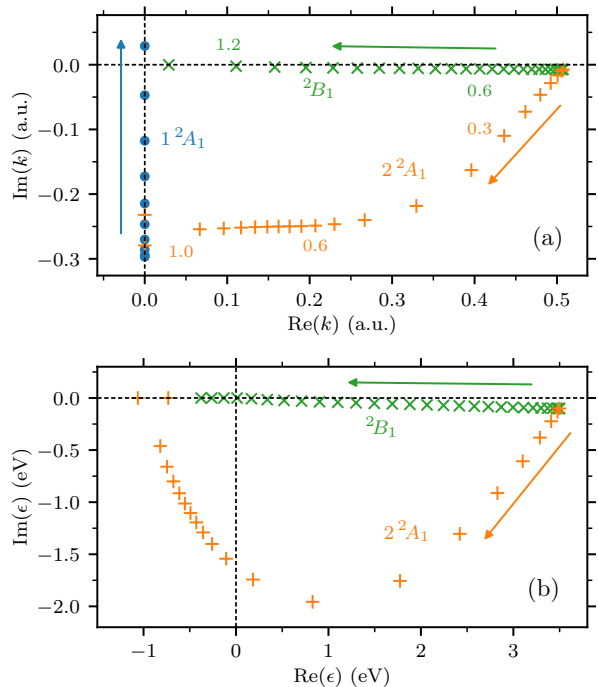 0.0
−0.1
−0.2
−0.3
Im(k) (a.u.)
1.2
²B₁
0.6
0.3
1 ²A₁
2 ²A₁
1.0
0.6
(a)
0.0 0.1 0.2 0.3 0.4 0.5
Re(k) (a.u.)
0.0
−0.5
−1.0
−1.5
−2.0
Im(ϵ) (eV)
²B₁
2 ²A₁
(b)
−1 0 1 2 3
Re(ϵ) (eV)